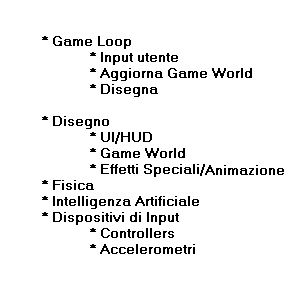 * Game Loop
* Input utente
* Aggiorna Game World
* Disegna
* Disegno
* UI/HUD
* Game World
* Effetti Speciali/Animazione
* Fisica
* Intelligenza Artificiale
* Dispositivi di Input
* Controllers
* Accelerometri